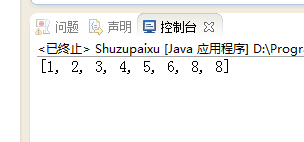 问题 声明 控制台
<已终止> Shuzupaixu [Java 应用程序] D:\Progra
[1, 2, 3, 4, 5, 6, 8, 8]